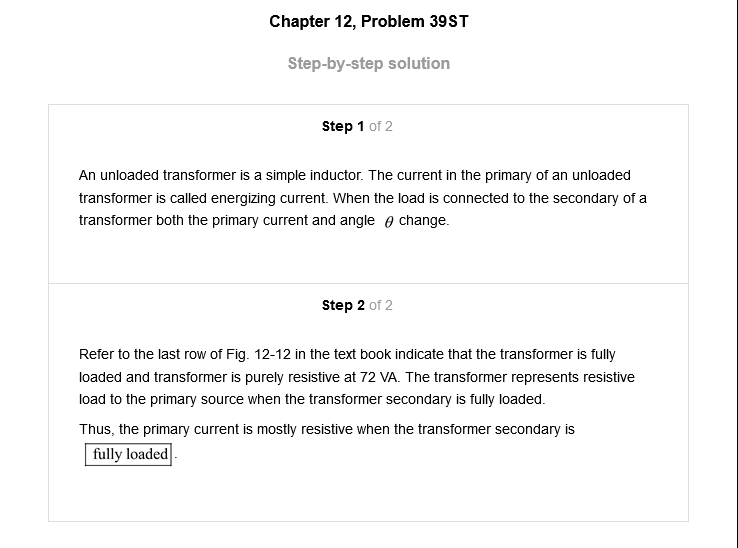 Chapter 12, Problem 39ST
Step-by-step solution
Step 1 of 2
An unloaded transformer is a simple inductor. The current in the primary of an unloaded
transformer is called energizing current. When the load is connected to the secondary of a
transformer both the primary current and angle θ change.
Step 2 of 2
Refer to the last row of Fig. 12-12 in the text book indicate that the transformer is fully
loaded and transformer is purely resistive at 72 VA. The transformer represents resistive
load to the primary source when the transformer secondary is fully loaded.
Thus, the primary current is mostly resistive when the transformer secondary is
fully loaded.